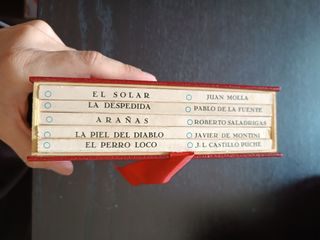 EL SOLAR JUAN MOLLA
LA DESPEDIDA PABLO DE LA FUENTE
ARAÑAS ROBERTO SALADRIGAS
LA PIEL DEL DIABLO JAVIER DE MONTINI
EL PERRO LOCO J. L. CASTILLO PUCHE